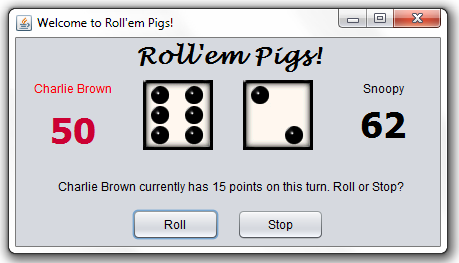 Welcome to Roll'em Pigs!
Roll'em Pigs!
Charlie Brown
Snoopy
50
62
Charlie Brown currently has 15 points on this turn. Roll or Stop?
Roll
Stop